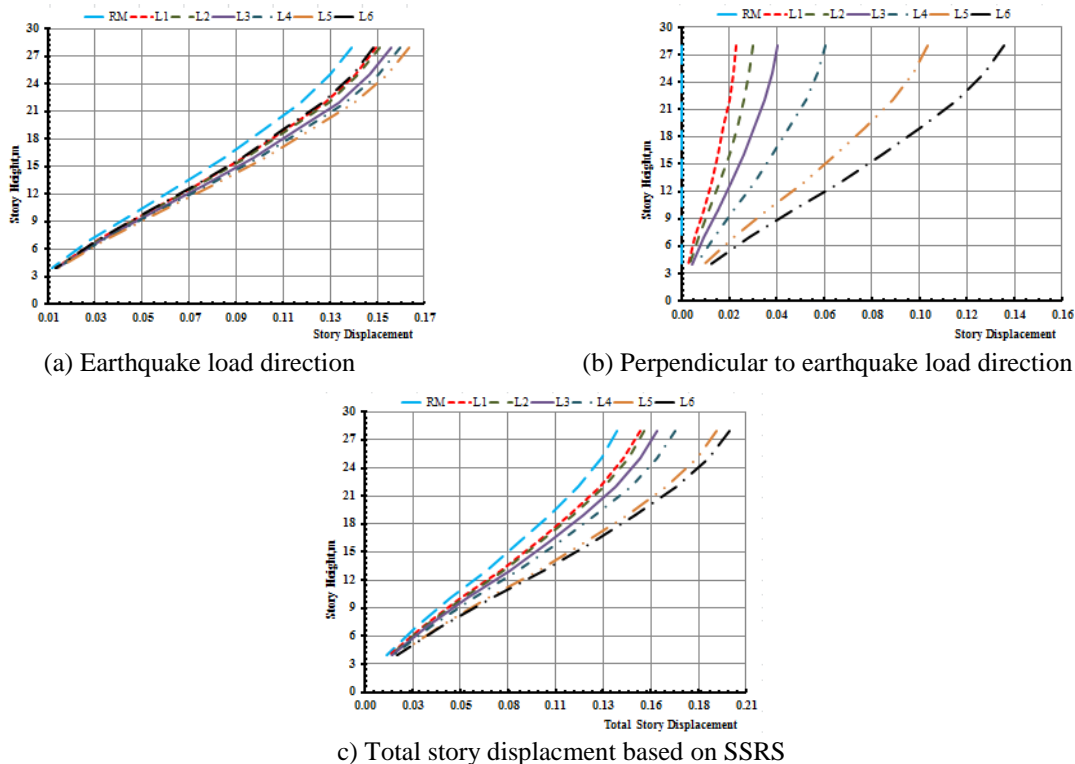 RM L1 L2 L3 L4 L5 L6
30
27
24
21
18
15
12
9
6
3
0
Story Height,m
0.01 0.03 0.05 0.07 0.09 0.11 0.13 0.15 0.17
Story Displacement
(a) Earthquake load direction
RM L1 L2 L3 L4 L5 L6
30
27
24
21
18
15
12
9
6
3
0
Story Height,m
0.00 0.02 0.04 0.06 0.08 0.10 0.12 0.14 0.16
Story Displacement
(b) Perpendicular to earthquake load direction
RM L1 L2 L3 L4 L5 L6
30
27
24
21
18
15
12
9
6
3
0
Story Height,m
0.00 0.03 0.05 0.08 0.11 0.13 0.16 0.18 0.21
Total Story Displacement
c) Total story displacment based on SSRS